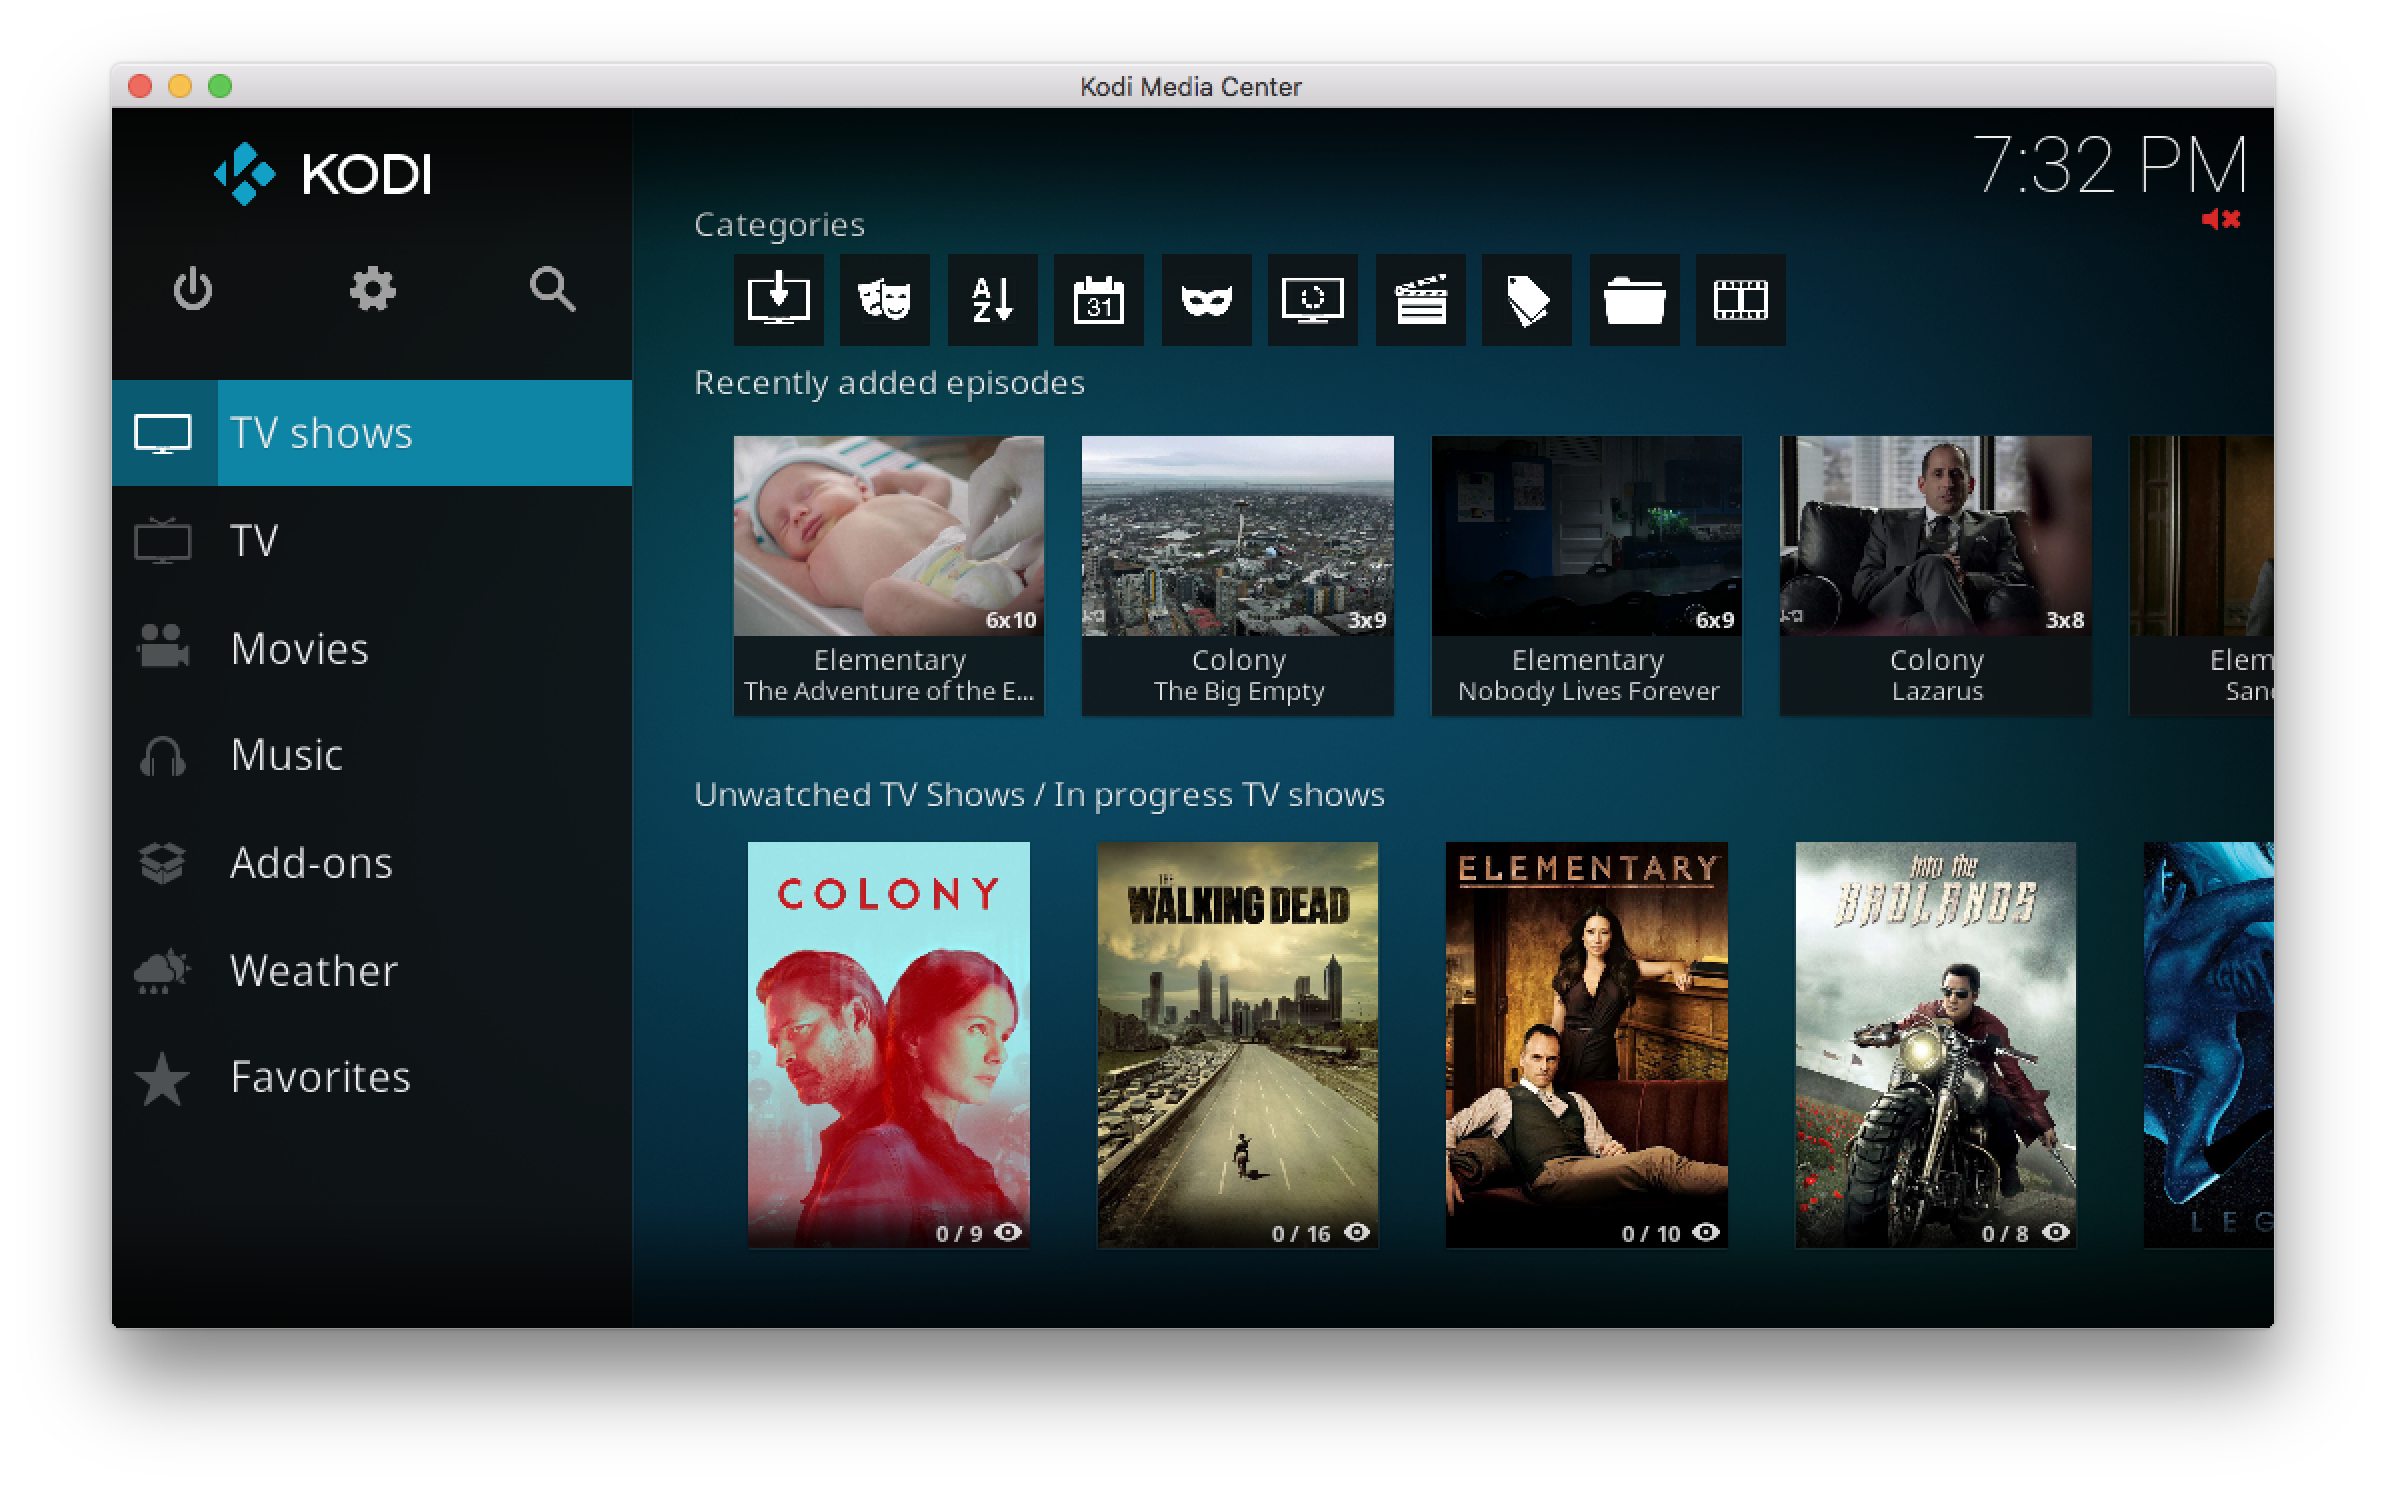 Kodi Media Center
KODI
7:32 PM
TV shows
TV
Movies
Music
Add-ons
Weather
Favorites
Categories
A
Z
31
Recently added episodes
6x10
Elementary
The Adventure of the E...
3x9
Colony
The Big Empty
6x9
Elementary
Nobody Lives Forever
3x8
Colony
Lazarus
Elem
Unwatched TV Shows / In progress TV shows
COLONY
0 / 9
THE
WALKING DEAD
0 / 16
ELEMENTARY
0 / 10
into the
BADLANDS
0 / 8
LEG